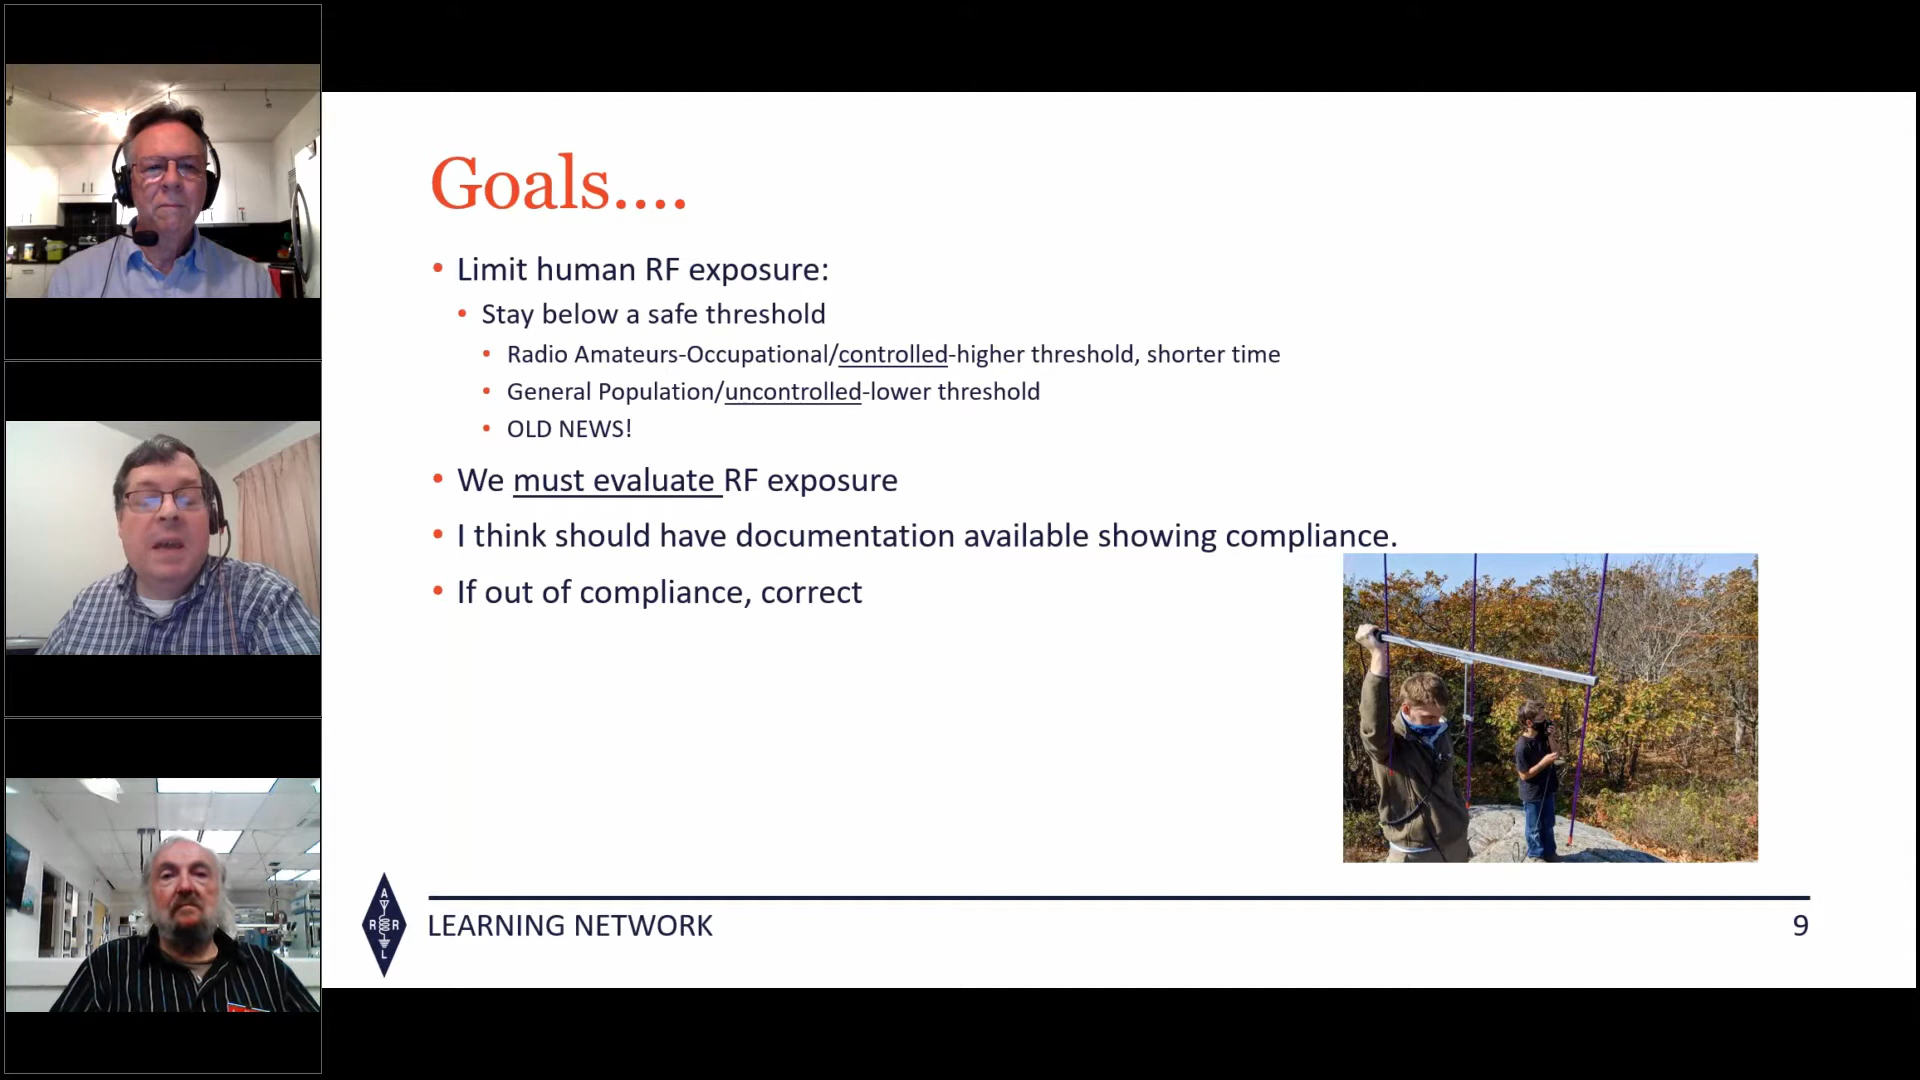 Goals....
• Limit human RF exposure:
• Stay below a safe threshold
• Radio Amateurs-Occupational/controlled-higher threshold, shorter time
• General Population/uncontrolled-lower threshold
• OLD NEWS!
• We must evaluate RF exposure
• I think should have documentation available showing compliance.
• If out of compliance, correct
A
R R
L
LEARNING NETWORK
9